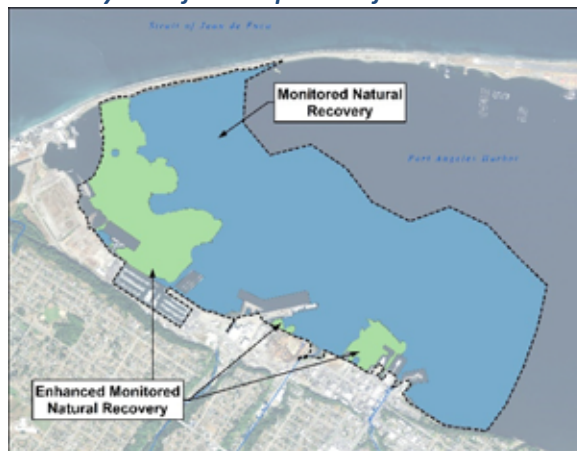 Strait of Juan de Fuca
Monitored Natural
Recovery
Port Angeles Harbor
Enhanced Monitored
Natural Recovery